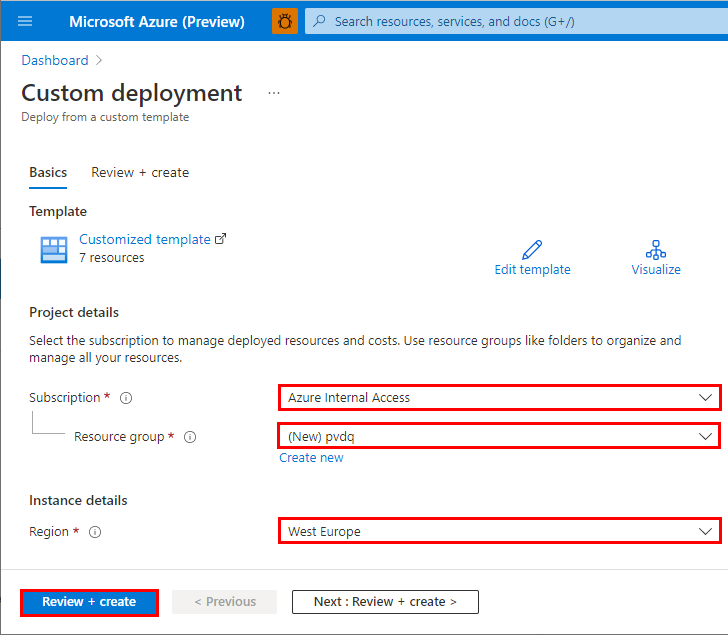 Microsoft Azure (Preview)
Search resources, services, and docs (G+/)
Dashboard >
Custom deployment ...
Deploy from a custom template
Basics Review + create
Template
Customized template
7 resources
Edit template Visualize
Project details
Select the subscription to manage deployed resources and costs. Use resource groups like folders to organize and
manage all your resources.
Subscription * Azure Internal Access
Resource group * (New) pvdq
Create new
Instance details
Region * West Europe
Review + create < Previous Next : Review + create >